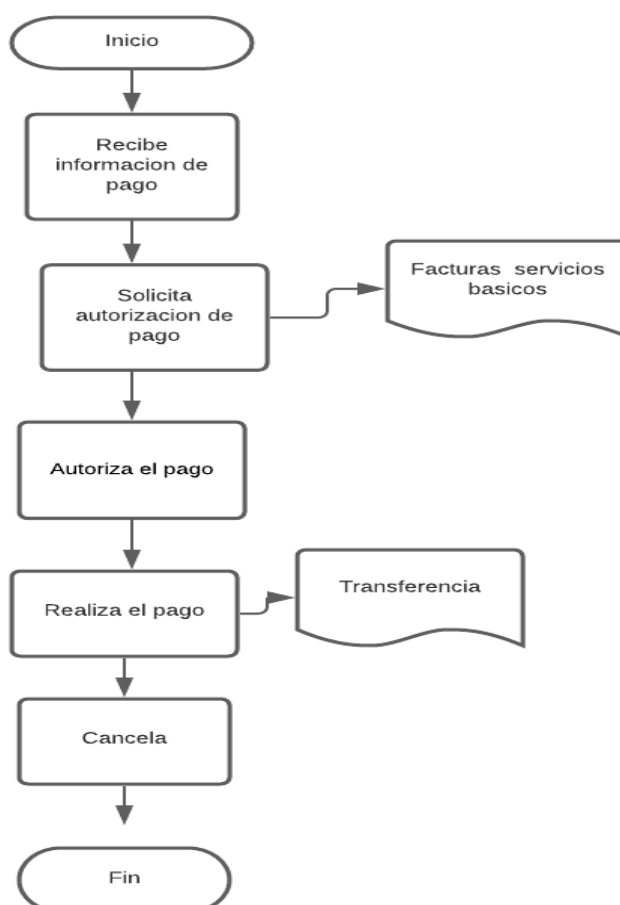 Inicio
Recibe
informacion de
pago
Solicita
autorizacion de
pago
Facturas servicios
basicos
Autoriza el pago
Realiza el pago
Transferencia
Cancela
Fin